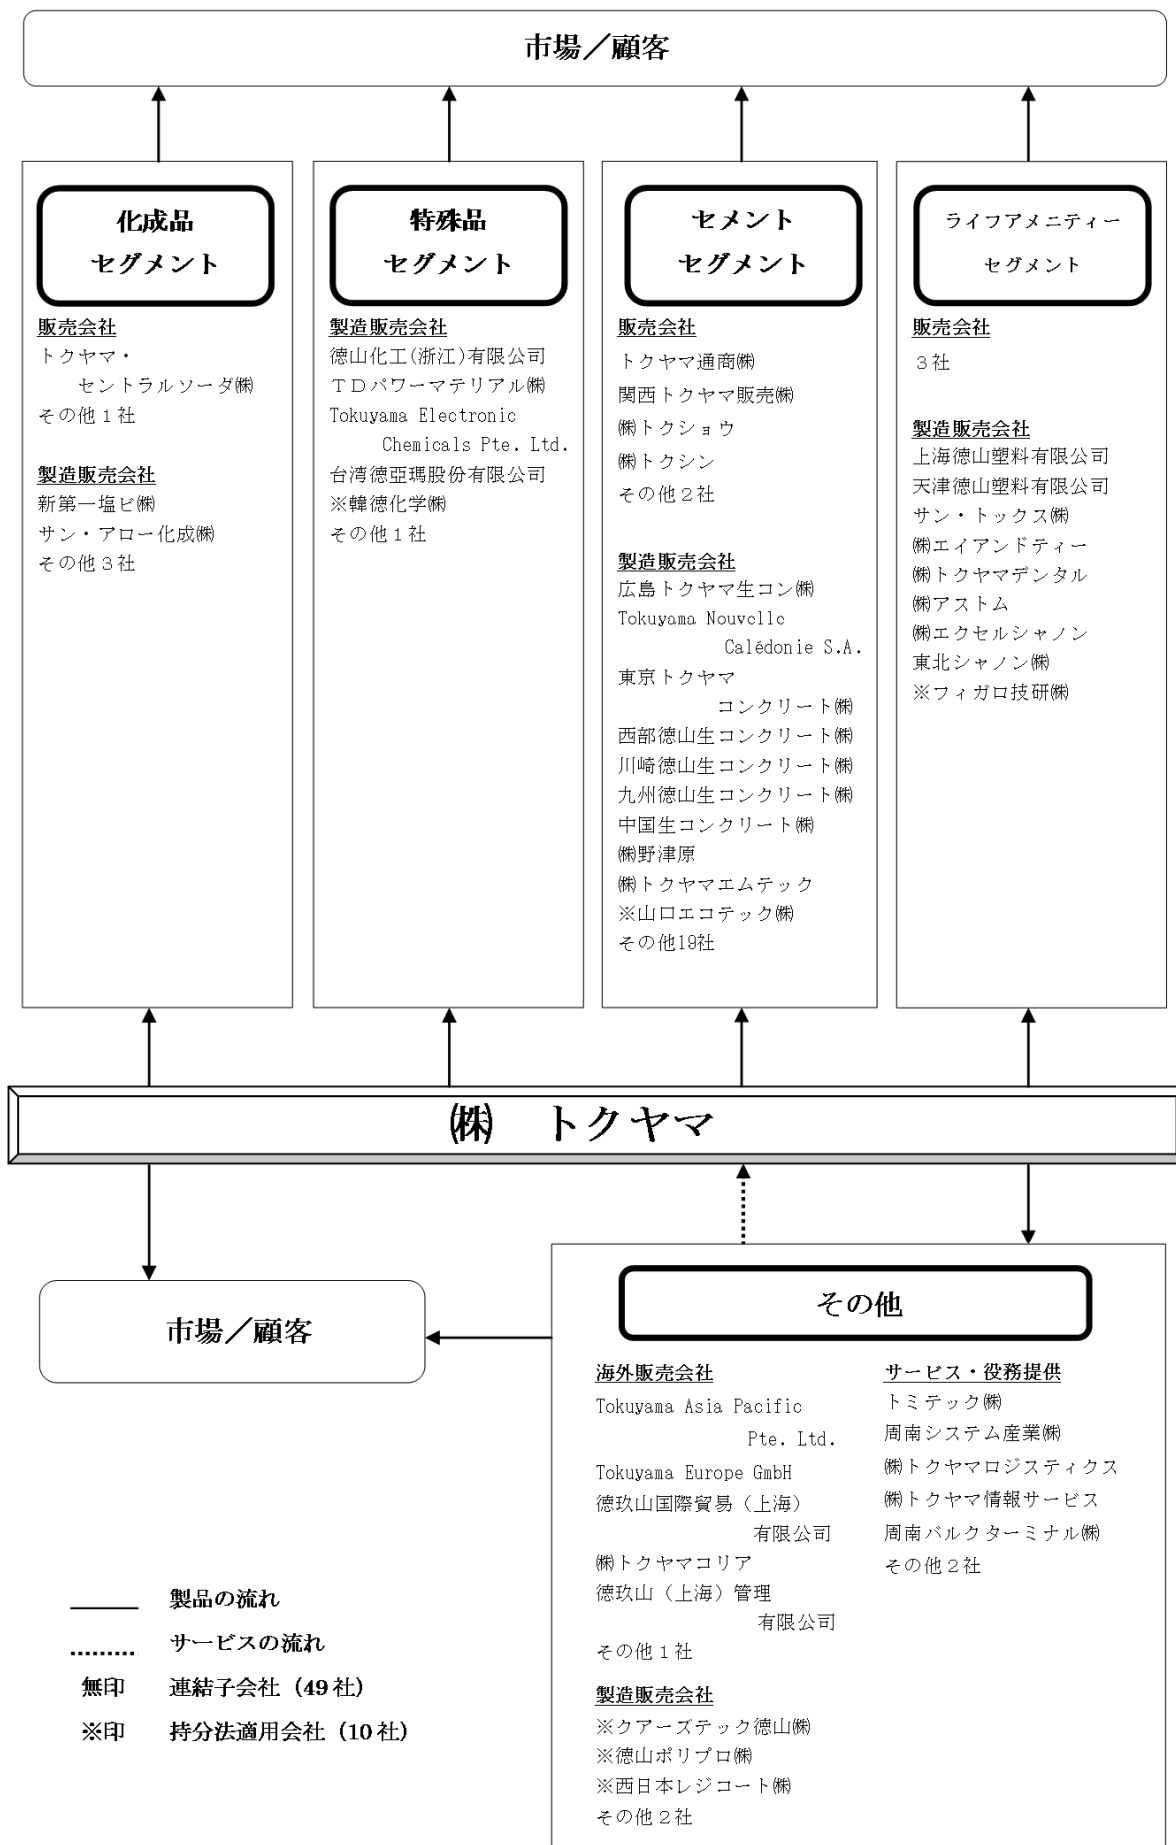 市場／顧客
化成品
セグメント
販売会社
トクヤマ・
セントラルソーダ㈱
その他１社
製造販売会社
新第一塩ビ㈱
サン・アロー化成㈱
その他３社
特殊品
セグメント
製造販売会社
徳山化工(浙江)有限公司
ＴＤパワーマテリアル㈱
Tokuyama Electronic
Chemicals Pte. Ltd.
台湾徳亞瑪股份有限公司
※韓徳化学㈱
その他１社
セメント
セグメント
販売会社
トクヤマ通商㈱
関西トクヤマ販売㈱
㈱トクショウ
㈱トクシン
その他２社
製造販売会社
広島トクヤマ生コン㈱
Tokuyama Nouvelle
Calédonie S.A.
東京トクヤマ
コンクリート㈱
西部徳山生コンクリート㈱
川崎徳山生コンクリート㈱
九州徳山生コンクリート㈱
中国生コンクリート㈱
㈱野津原
㈱トクヤマエムテック
※山口エコテック㈱
その他19社
ライフアメニティー
セグメント
販売会社
３社
製造販売会社
上海徳山塑料有限公司
天津徳山塑料有限公司
サン・トックス㈱
㈱エイアンドティー
㈱トクヤマデンタル
㈱アストム
㈱エクセルシャノン
東北シャノン㈱
※フィガロ技研㈱
㈱　トクヤマ
市場／顧客
その他
海外販売会社
Tokuyama Asia Pacific
Pte. Ltd.
Tokuyama Europe GmbH
徳玖山国際貿易（上海）
有限公司
㈱トクヤマコリア
徳玖山（上海）管理
有限公司
その他１社
製造販売会社
※クアーズテック徳山㈱
※徳山ポリプロ㈱
※西日本レジコート㈱
その他２社
サービス・役務提供
トミテック㈱
周南システム産業㈱
㈱トクヤマロジスティクス
㈱トクヤマ情報サービス
周南バルクターミナル㈱
その他２社
製品の流れ
サービスの流れ
無印　連結子会社（49社）
※印　持分法適用会社（10社）